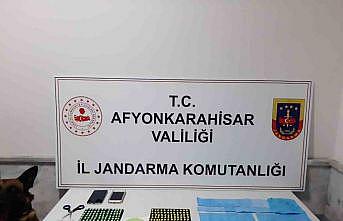 T.C.
AFYONKARAHİSAR
VALİLİĞİ
İL JANDARMA KOMUTANLIĞI